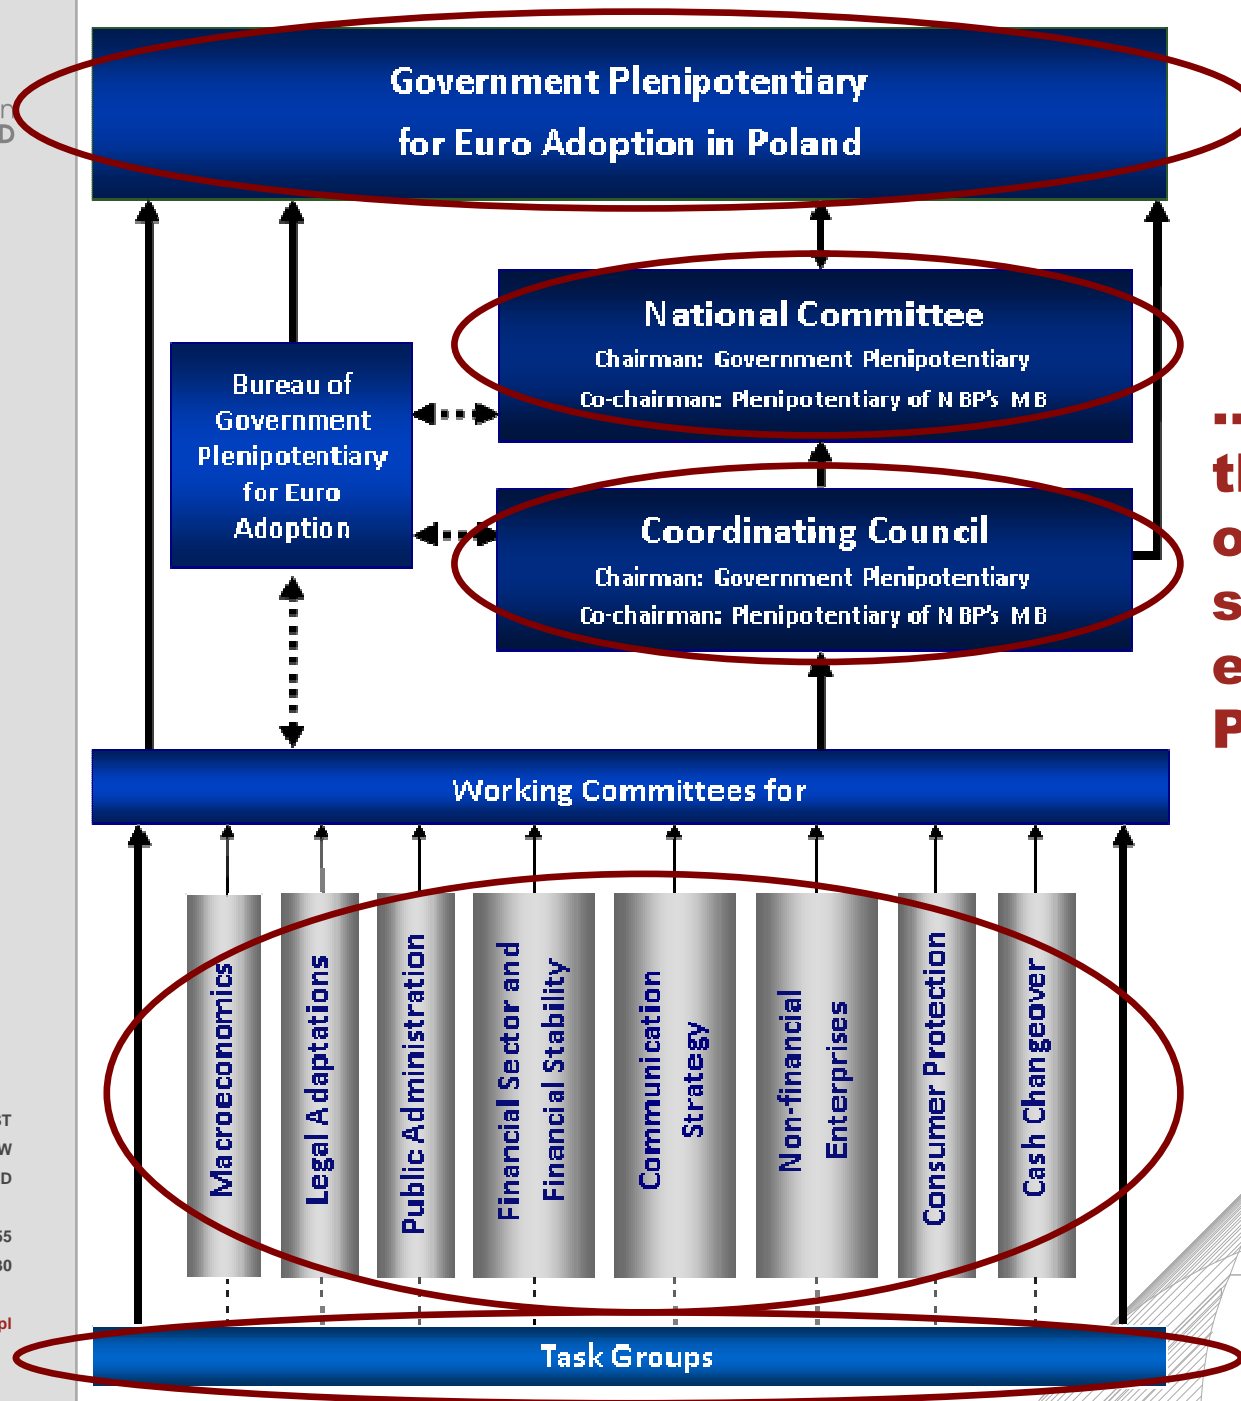 Government Plenipotentiary
for Euro Adoption in Poland
National Committee
Chairman: Government Plenipotentiary
Co-chairman: Plenipotentiary of NBP's MB
Bureau of
Government
Plenipotentiary
for Euro
Adoption
Coordinating Council
Chairman: Government Plenipotentiary
Co-chairman: Plenipotentiary of NBP's MB
Working Committees for
Macroeconomics
Legal Adaptations
Public Administration
Financial Sector and
Financial Stability
Communication
Strategy
Non-financial
Enterprises
Consumer Protection
Cash Changeover
Task Groups